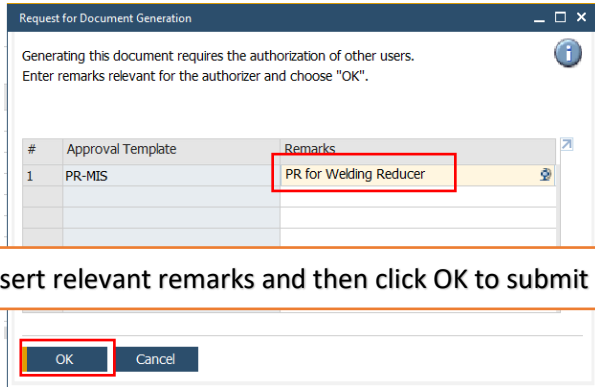 Request for Document Generation
Generating this document requires the authorization of other users.
Enter remarks relevant for the authorizer and choose "OK".
# Approval Template Remarks
1 PR-MIS PR for Welding Reducer
sert relevant remarks and then click OK to submit
OK Cancel